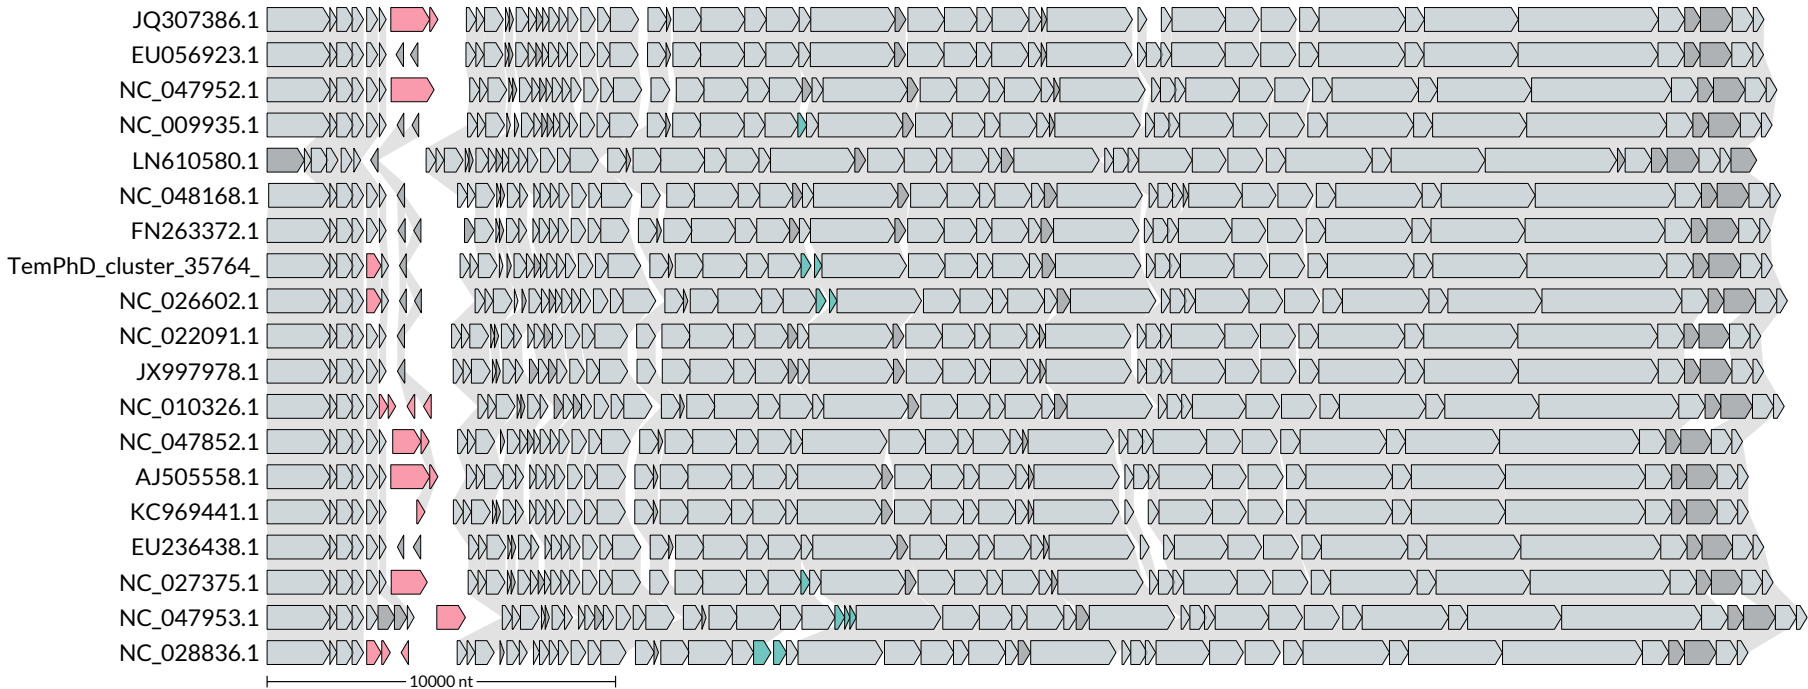 JQ307386.1
EU056923.1
NC_047952.1
NC_009935.1
LN610580.1
NC_048168.1
FN263372.1
TemPhD_cluster_35764_
NC_026602.1
NC_022091.1
JX997978.1
NC_010326.1
NC_047852.1
AJ505558.1
KC969441.1
EU236438.1
NC_027375.1
NC_047953.1
NC_028836.1
10000 nt